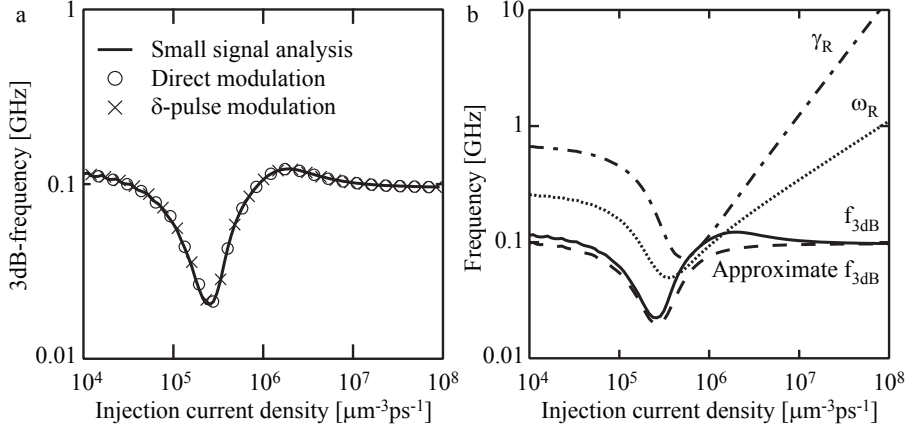 a
3dB-frequency [GHz]
1
0.1
0.01
Small signal analysis
Direct modulation
δ-pulse modulation
10⁴ 10⁵ 10⁶ 10⁷ 10⁸
Injection current density [μm⁻³ps⁻¹]
b
Frequency [GHz]
10
1
0.1
0.01
γR
ωR
f3dB
Approximate f3dB
10⁴ 10⁵ 10⁶ 10⁷ 10⁸
Injection current density [μm⁻³ps⁻¹]